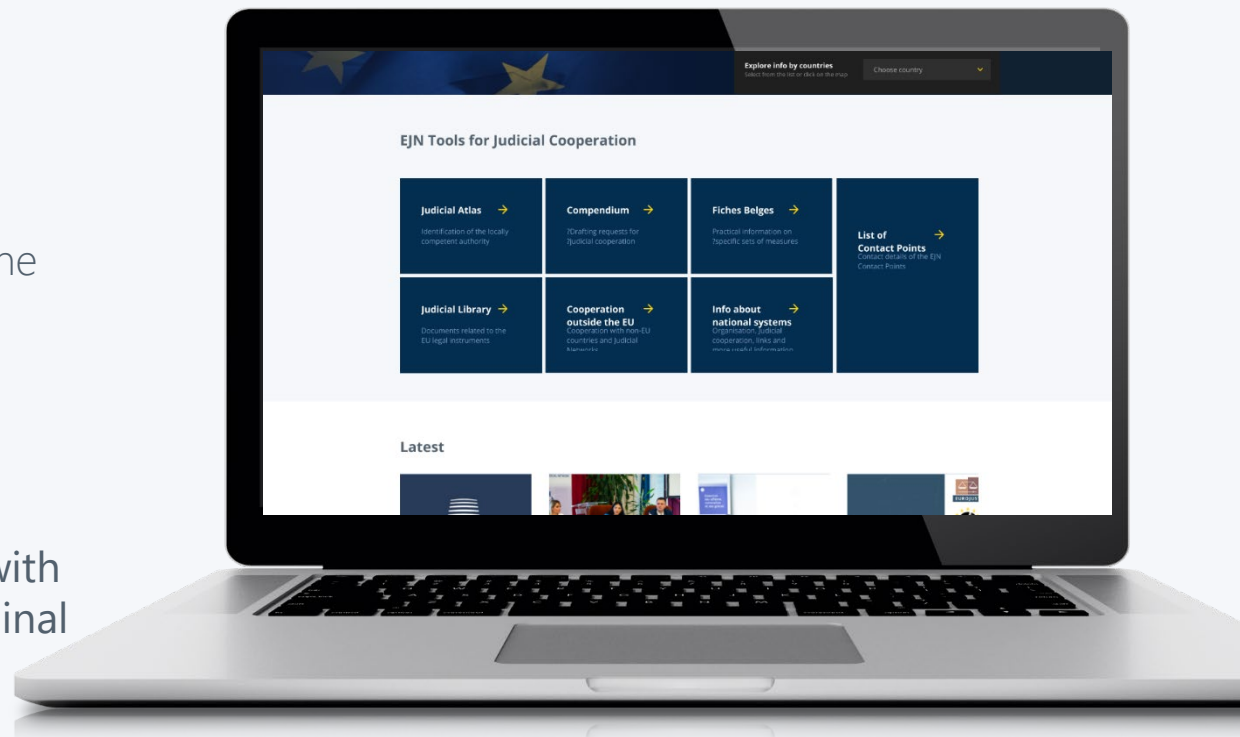 Explore info by countries
Select from the list or click on the map
Choose country
EJN Tools for Judicial Cooperation
Judicial Atlas
Identification of the locally
competent authority
Compendium
?Drafting requests for
?judicial cooperation
Fiches Belges
Practical information on
?specific sets of measures
List of
Contact Points
Contact details of the EJN
Contact Points
Judicial Library
Documents related to the
EU legal instruments
Cooperation
outside the EU
Cooperation with non-EU
countries and Judicial
Networks
Info about
national systems
Organisation, Judicial
cooperation, links and
more useful information
Latest
with